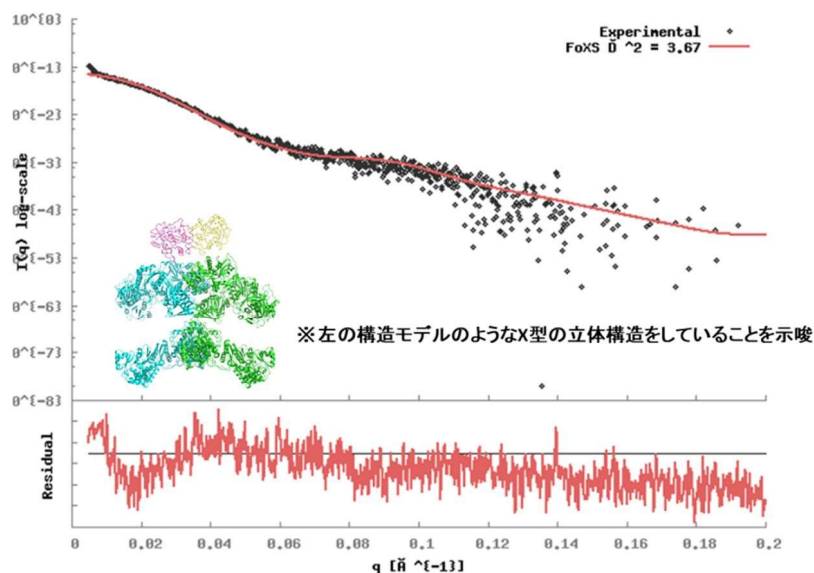 10^{0}
Experimental
FoXS Ď ^2 = 3.67
0^{-1}
0^{-2}
0^{-3}
0^{-4}
0^{-5}
0^{-6}
0^{-7}
0^{-8}
I(q) log-scale
※左の構造モデルのようなX型の立体構造をしていることを示唆
Residual
0 0.02 0.04 0.06 0.08 0.1 0.12 0.14 0.16 0.18 0.2
q [Ă ^{-1}]